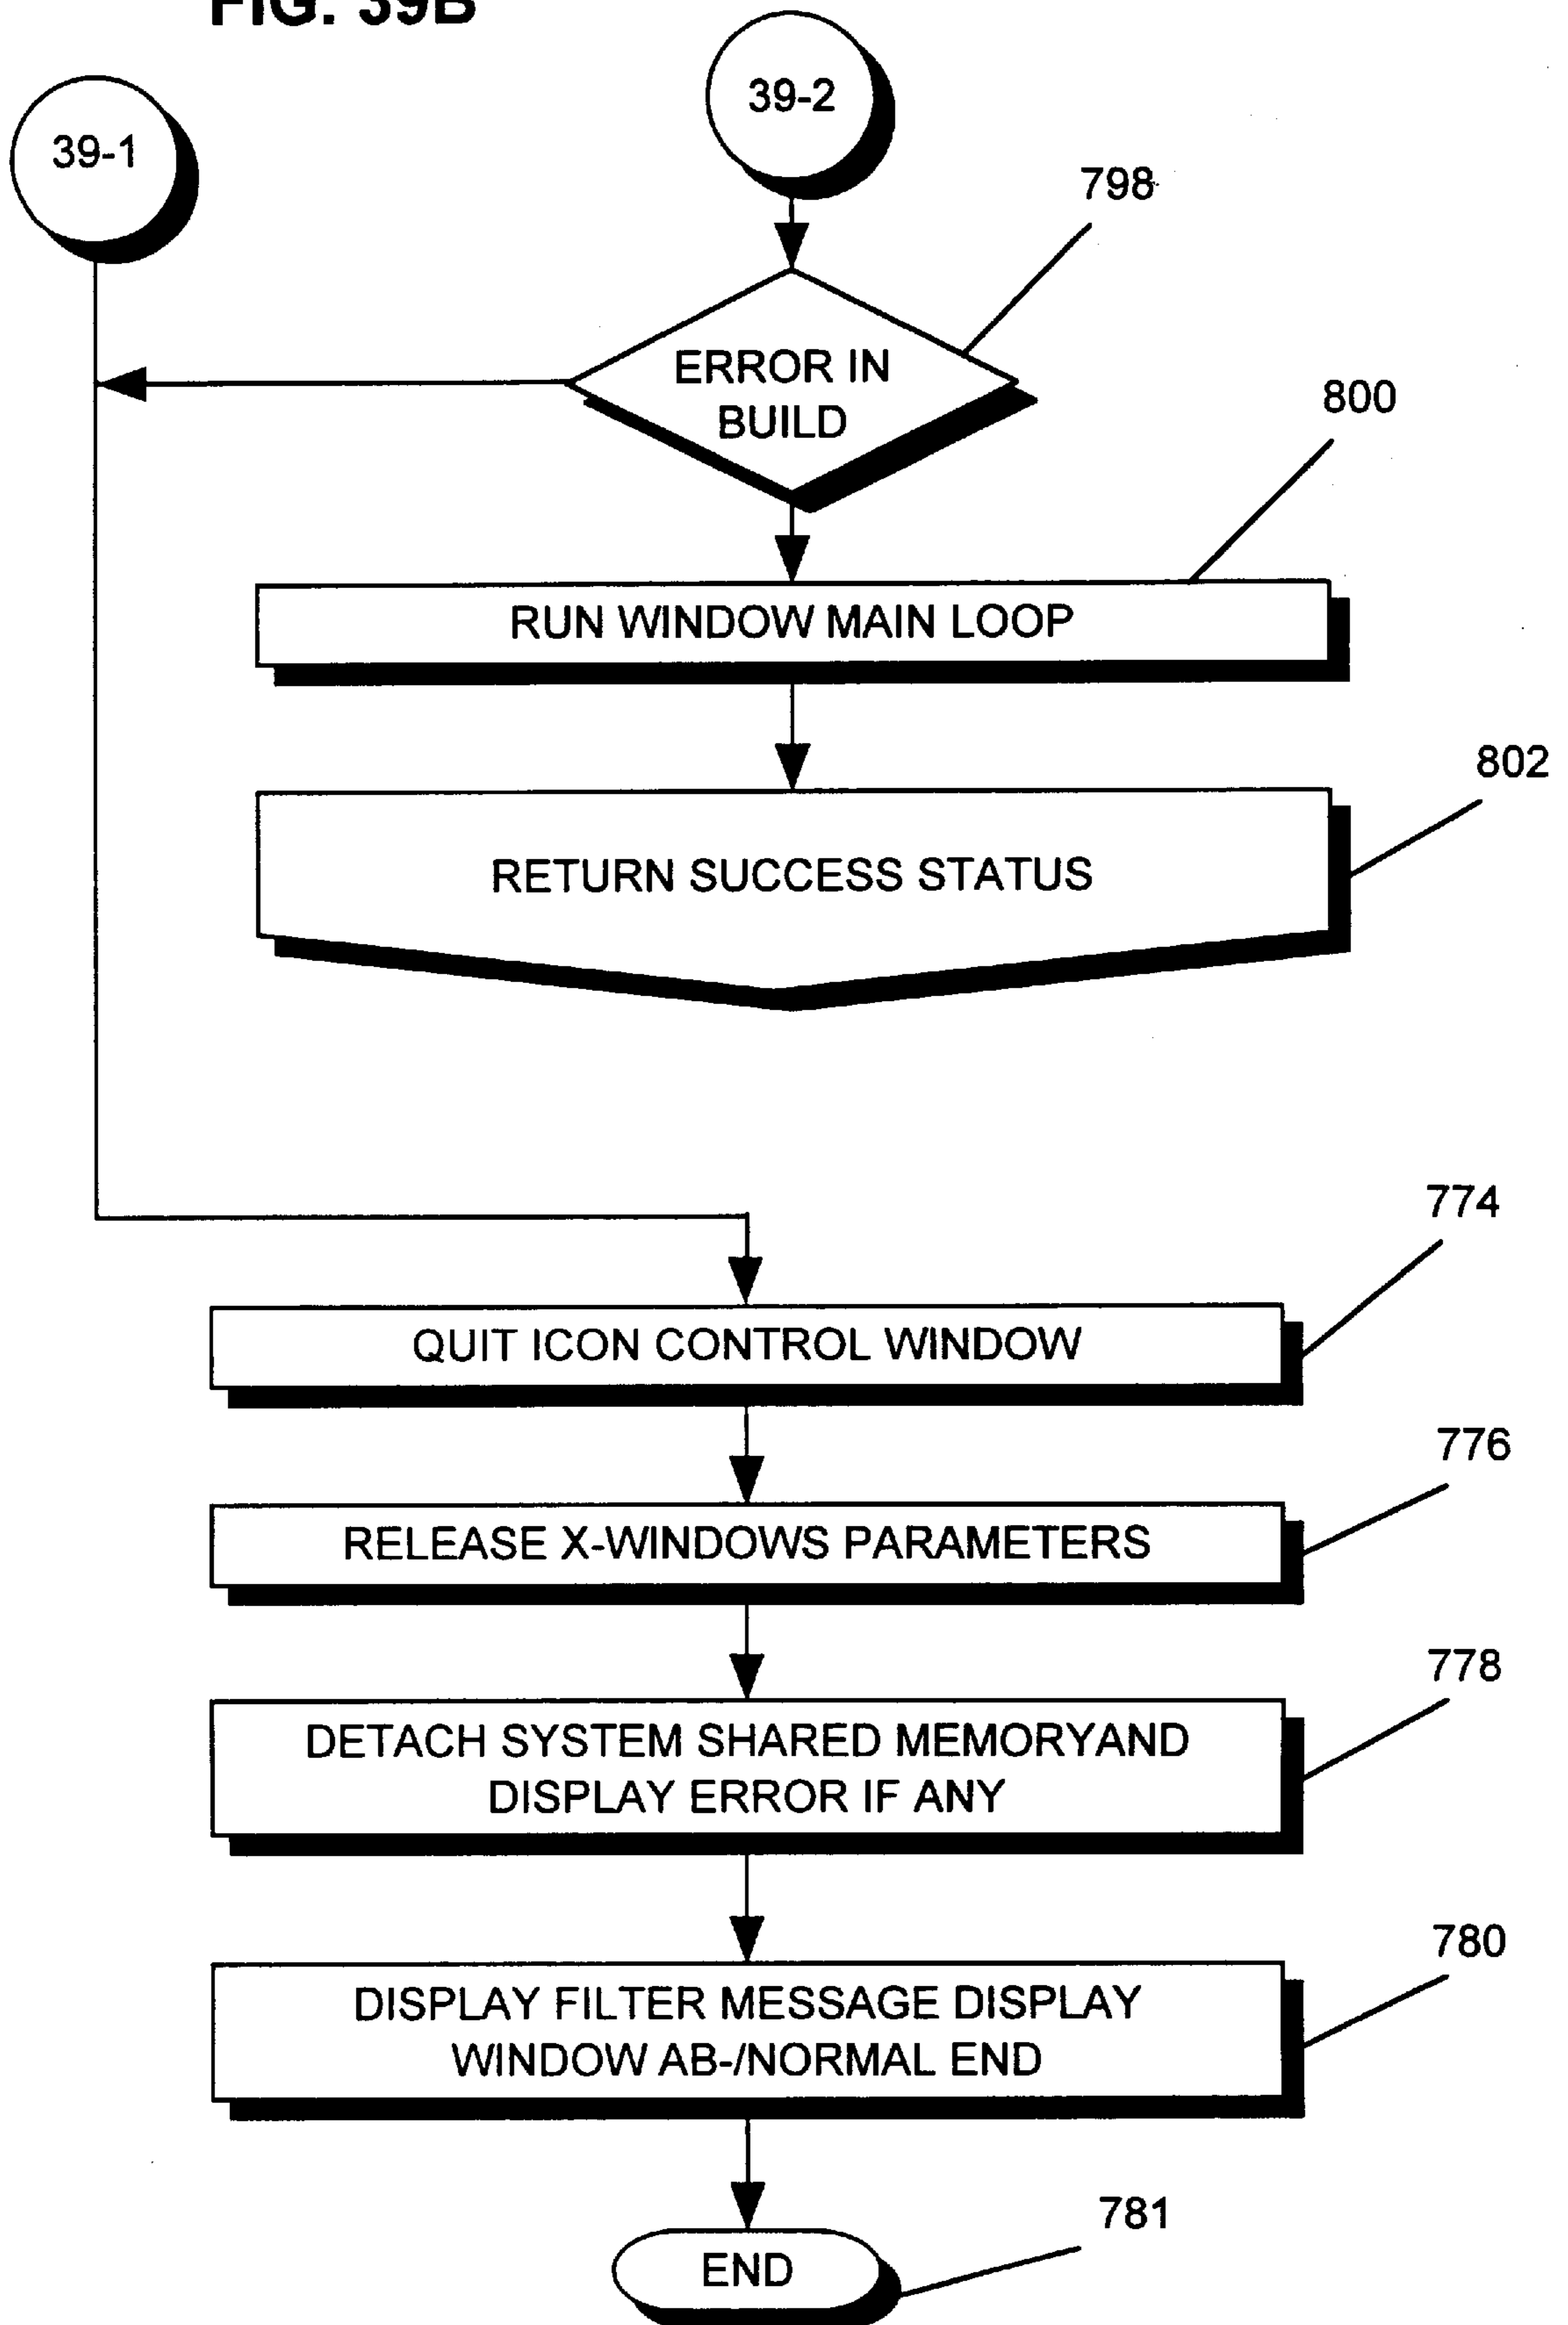 FIG. 39B
39-2
39-1
798
ERROR IN
BUILD
800
RUN WINDOW MAIN LOOP
802
RETURN SUCCESS STATUS
774
QUIT ICON CONTROL WINDOW
776
RELEASE X-WINDOWS PARAMETERS
778
DETACH SYSTEM SHARED MEMORYAND
DISPLAY ERROR IF ANY
780
DISPLAY FILTER MESSAGE DISPLAY
WINDOW AB-/NORMAL END
781
END